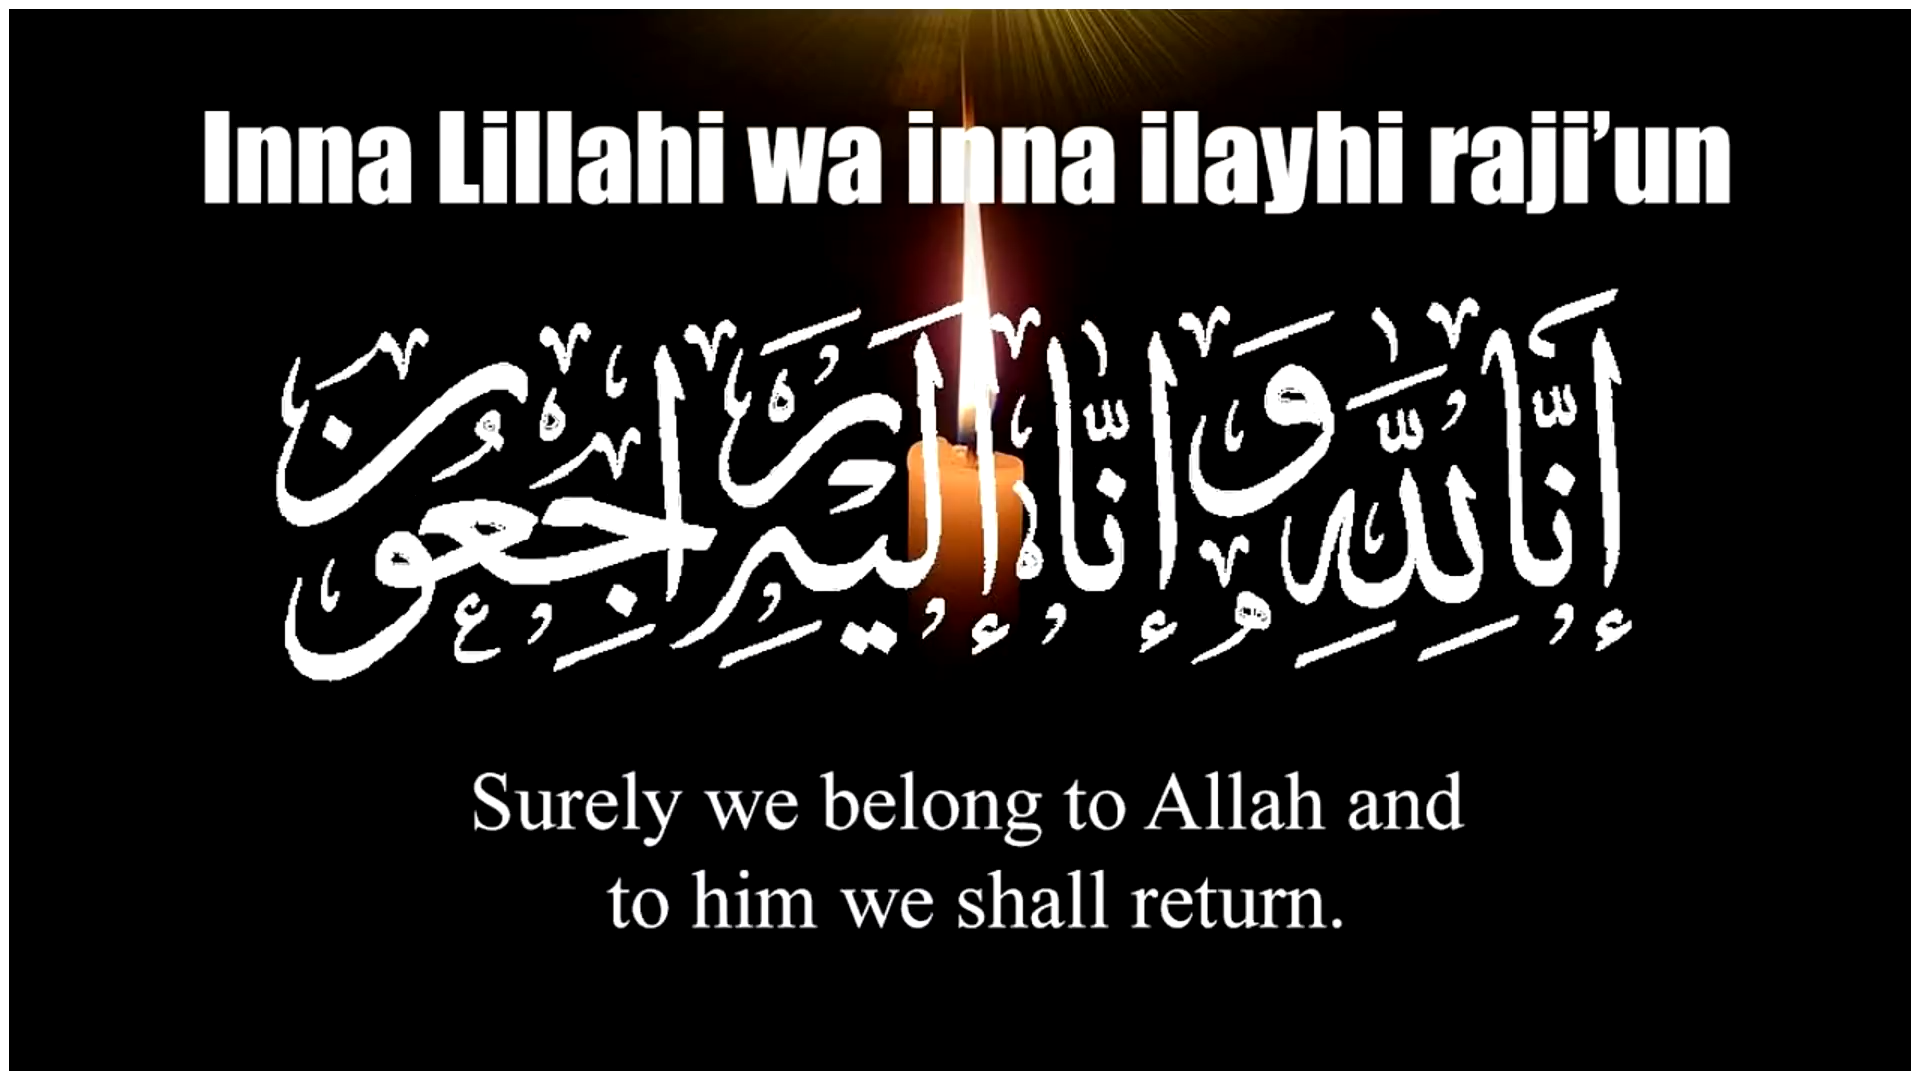 Inna Lillahi wa inna ilayhi raji’un
إِنَّا لِلَّهِ وَإِنَّا إِلَيْهِ رَاجِعُونَ
Surely we belong to Allah and
to him we shall return.